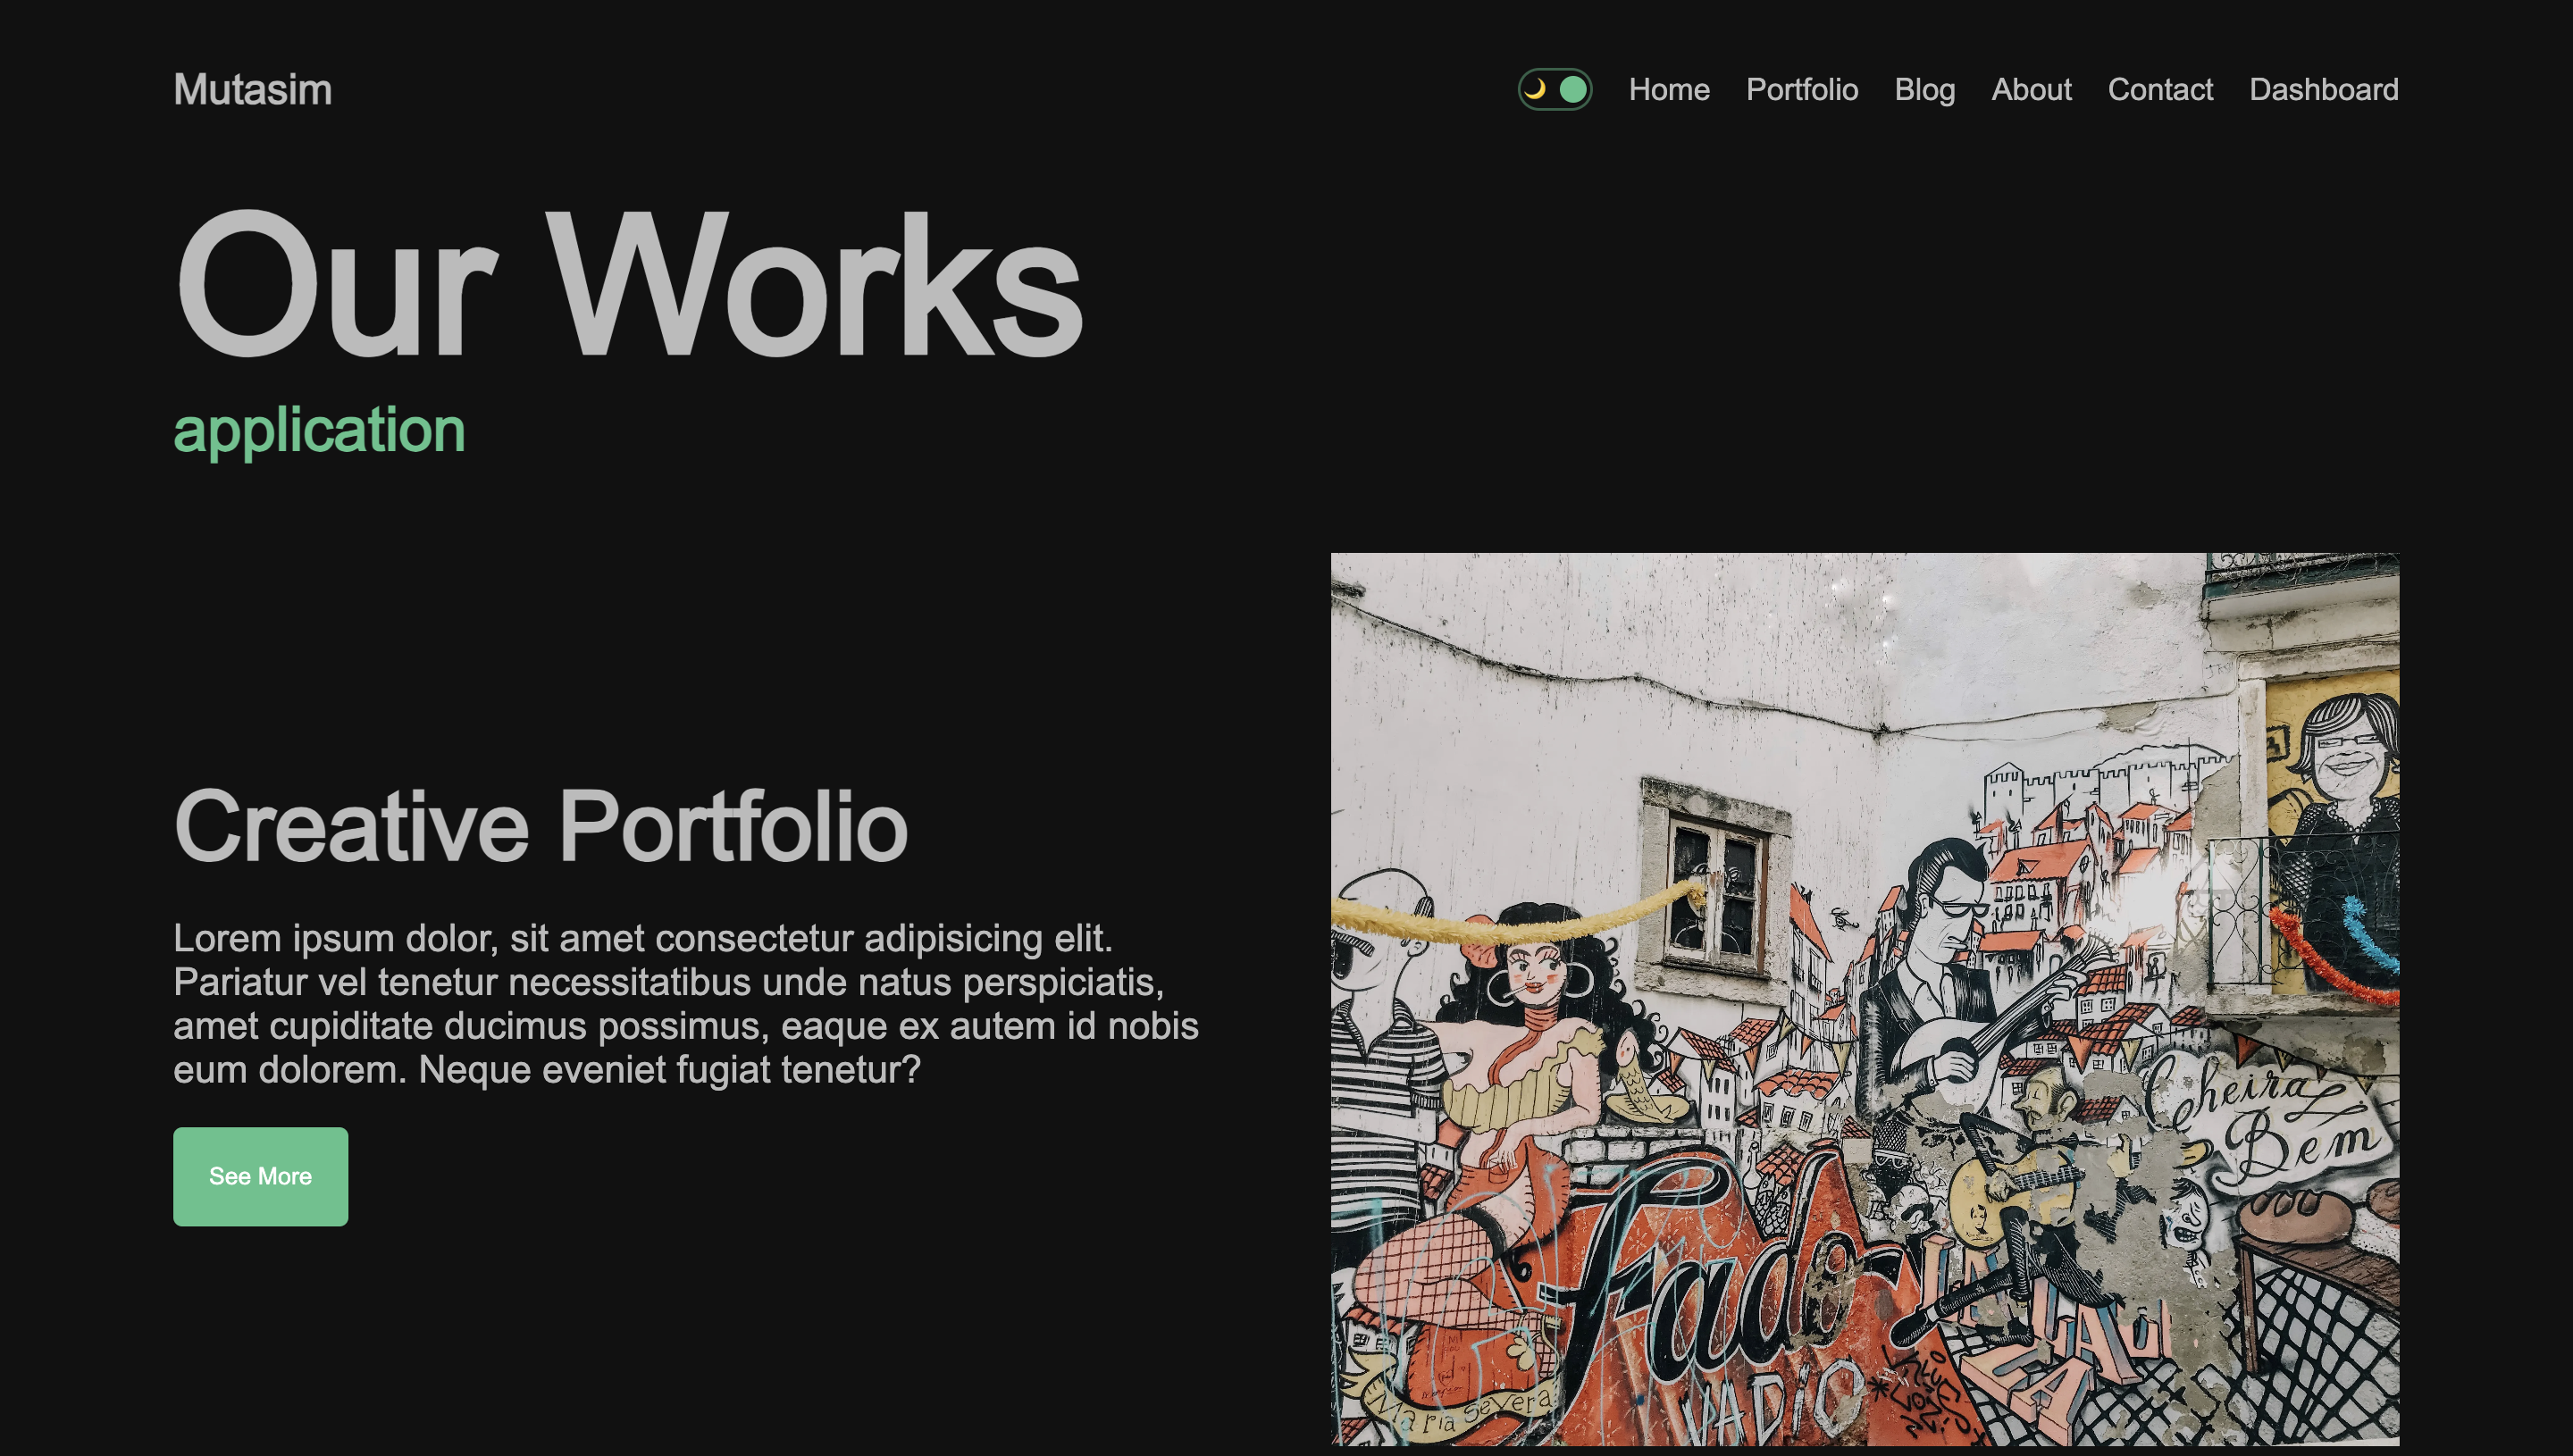 Mutasim
Home Portfolio Blog About Contact Dashboard
Our Works
application
Creative Portfolio
Lorem ipsum dolor, sit amet consectetur adipisicing elit.
Pariatur vel tenetur necessitatibus unde natus perspiciatis,
amet cupiditate ducimus possimus, eaque ex autem id nobis
eum dolorem. Neque eveniet fugiat tenetur?
See More
Cheira
Bem
Fado
VADIO
Maria Severa